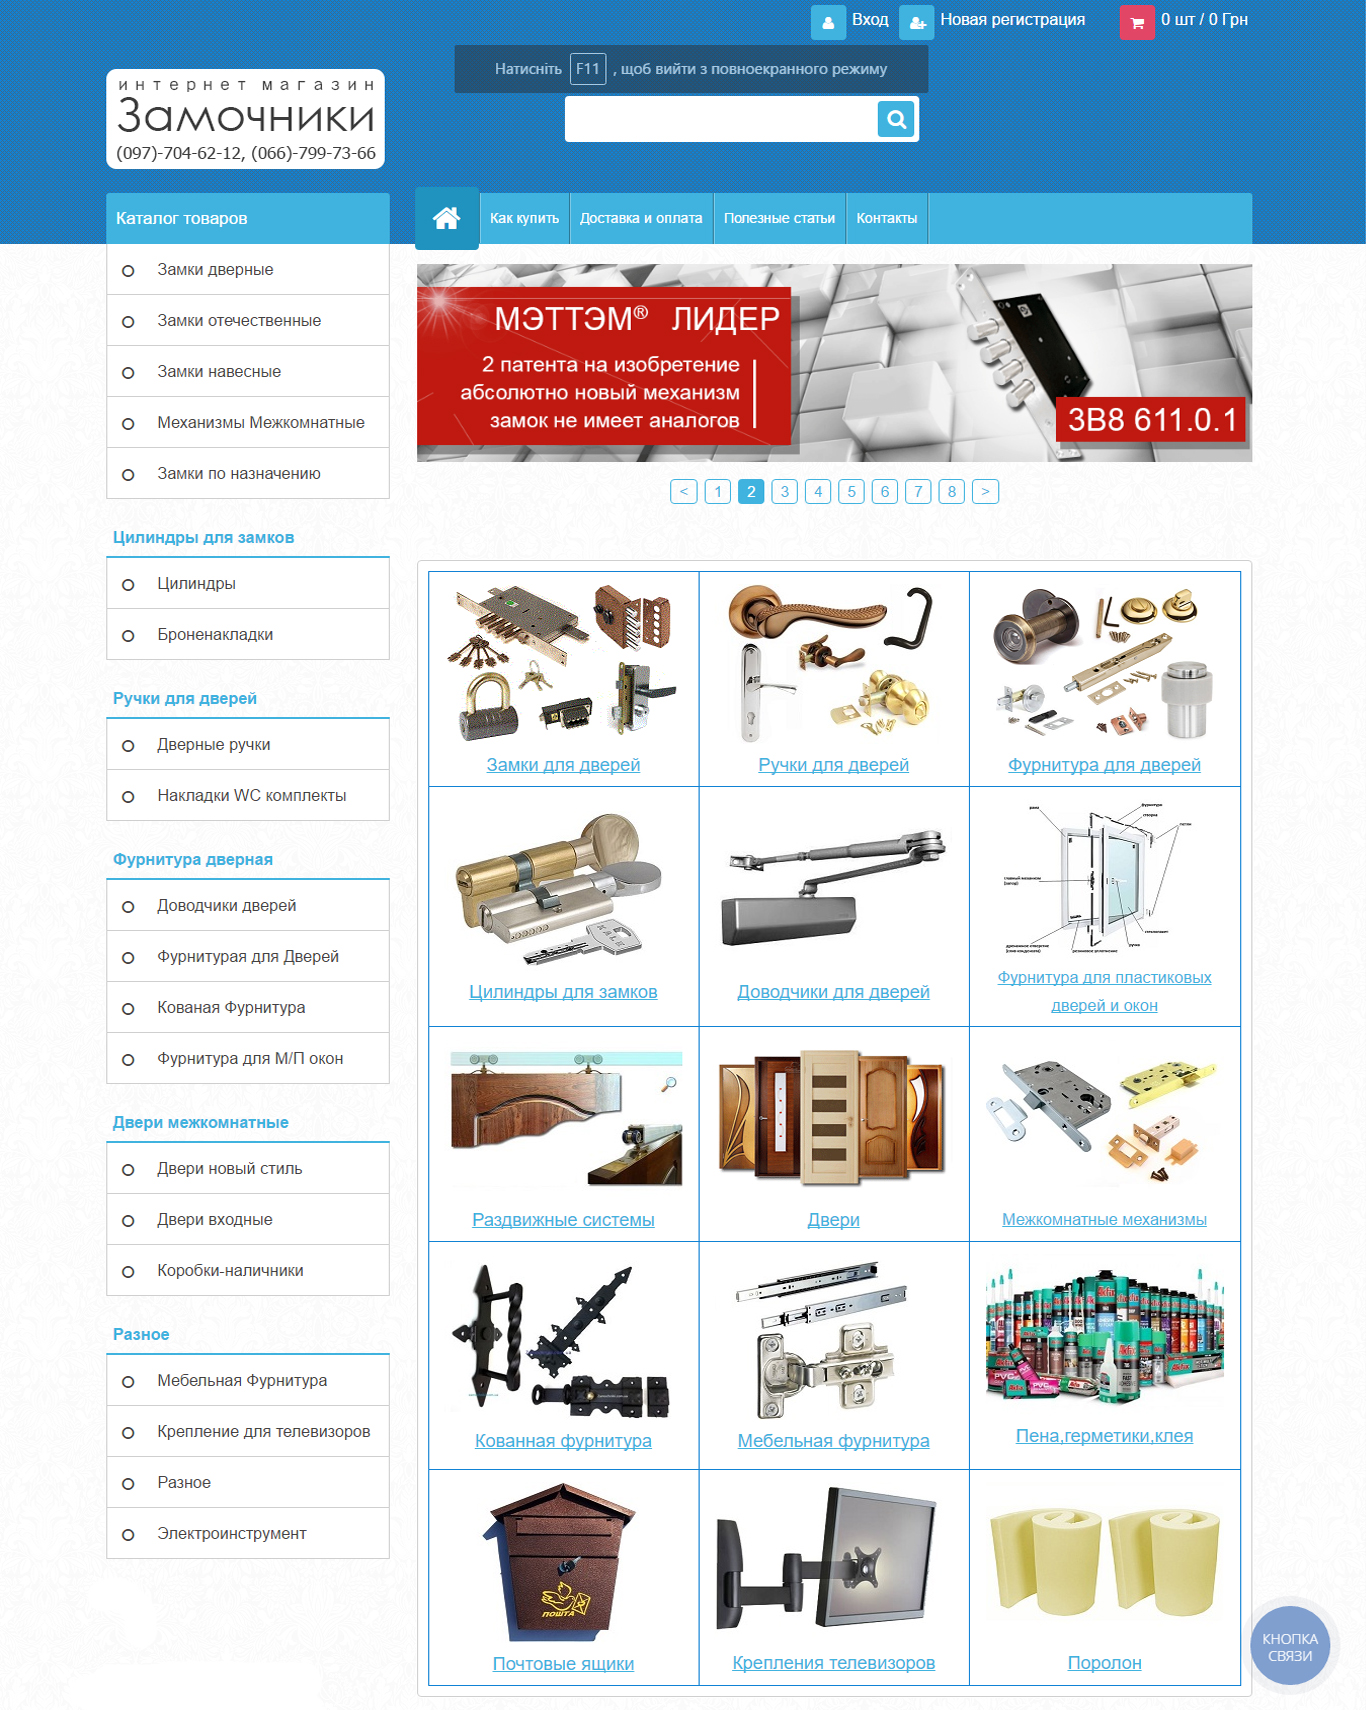 Вход
Новая регистрация
0 шт / 0 Грн
Натисніть F11 , щоб вийти з повноекранного режиму
интернет магазин
Замочники
(097)-704-62-12, (066)-799-73-66
Каталог товаров
Как купить
Доставка и оплата
Полезные статьи
Контакты
Замки дверные
Замки отечественные
Замки навесные
Механизмы Межкомнатные
Замки по назначению
Цилиндры для замков
Цилиндры
Броненакладки
Ручки для дверей
Дверные ручки
Накладки WC комплекты
Фурнитура дверная
Доводчики дверей
Фурнитурая для Дверей
Кованая Фурнитура
Фурнитура для М/П окон
Двери межкомнатные
Двери новый стиль
Двери входные
Коробки-наличники
Разное
Мебельная Фурнитура
Крепление для телевизоров
Разное
Электроинструмент
МЭТТЭМ® ЛИДЕР
2 патента на изобретение
абсолютно новый механизм
замок не имеет аналогов
ЗВ8 611.0.1
< 1 2 3 4 5 6 7 8 >
Замки для дверей
Ручки для дверей
Фурнитура для дверей
Цилиндры для замков
Доводчики для дверей
Фурнитура для пластиковых
дверей и окон
Раздвижные системы
Двери
Межкомнатные механизмы
Кованная фурнитура
Мебельная фурнитура
Пена,герметики,клея
ПОШТА
Почтовые ящики
Крепления телевизоров
Поролон
КНОПКА
СВЯЗИ